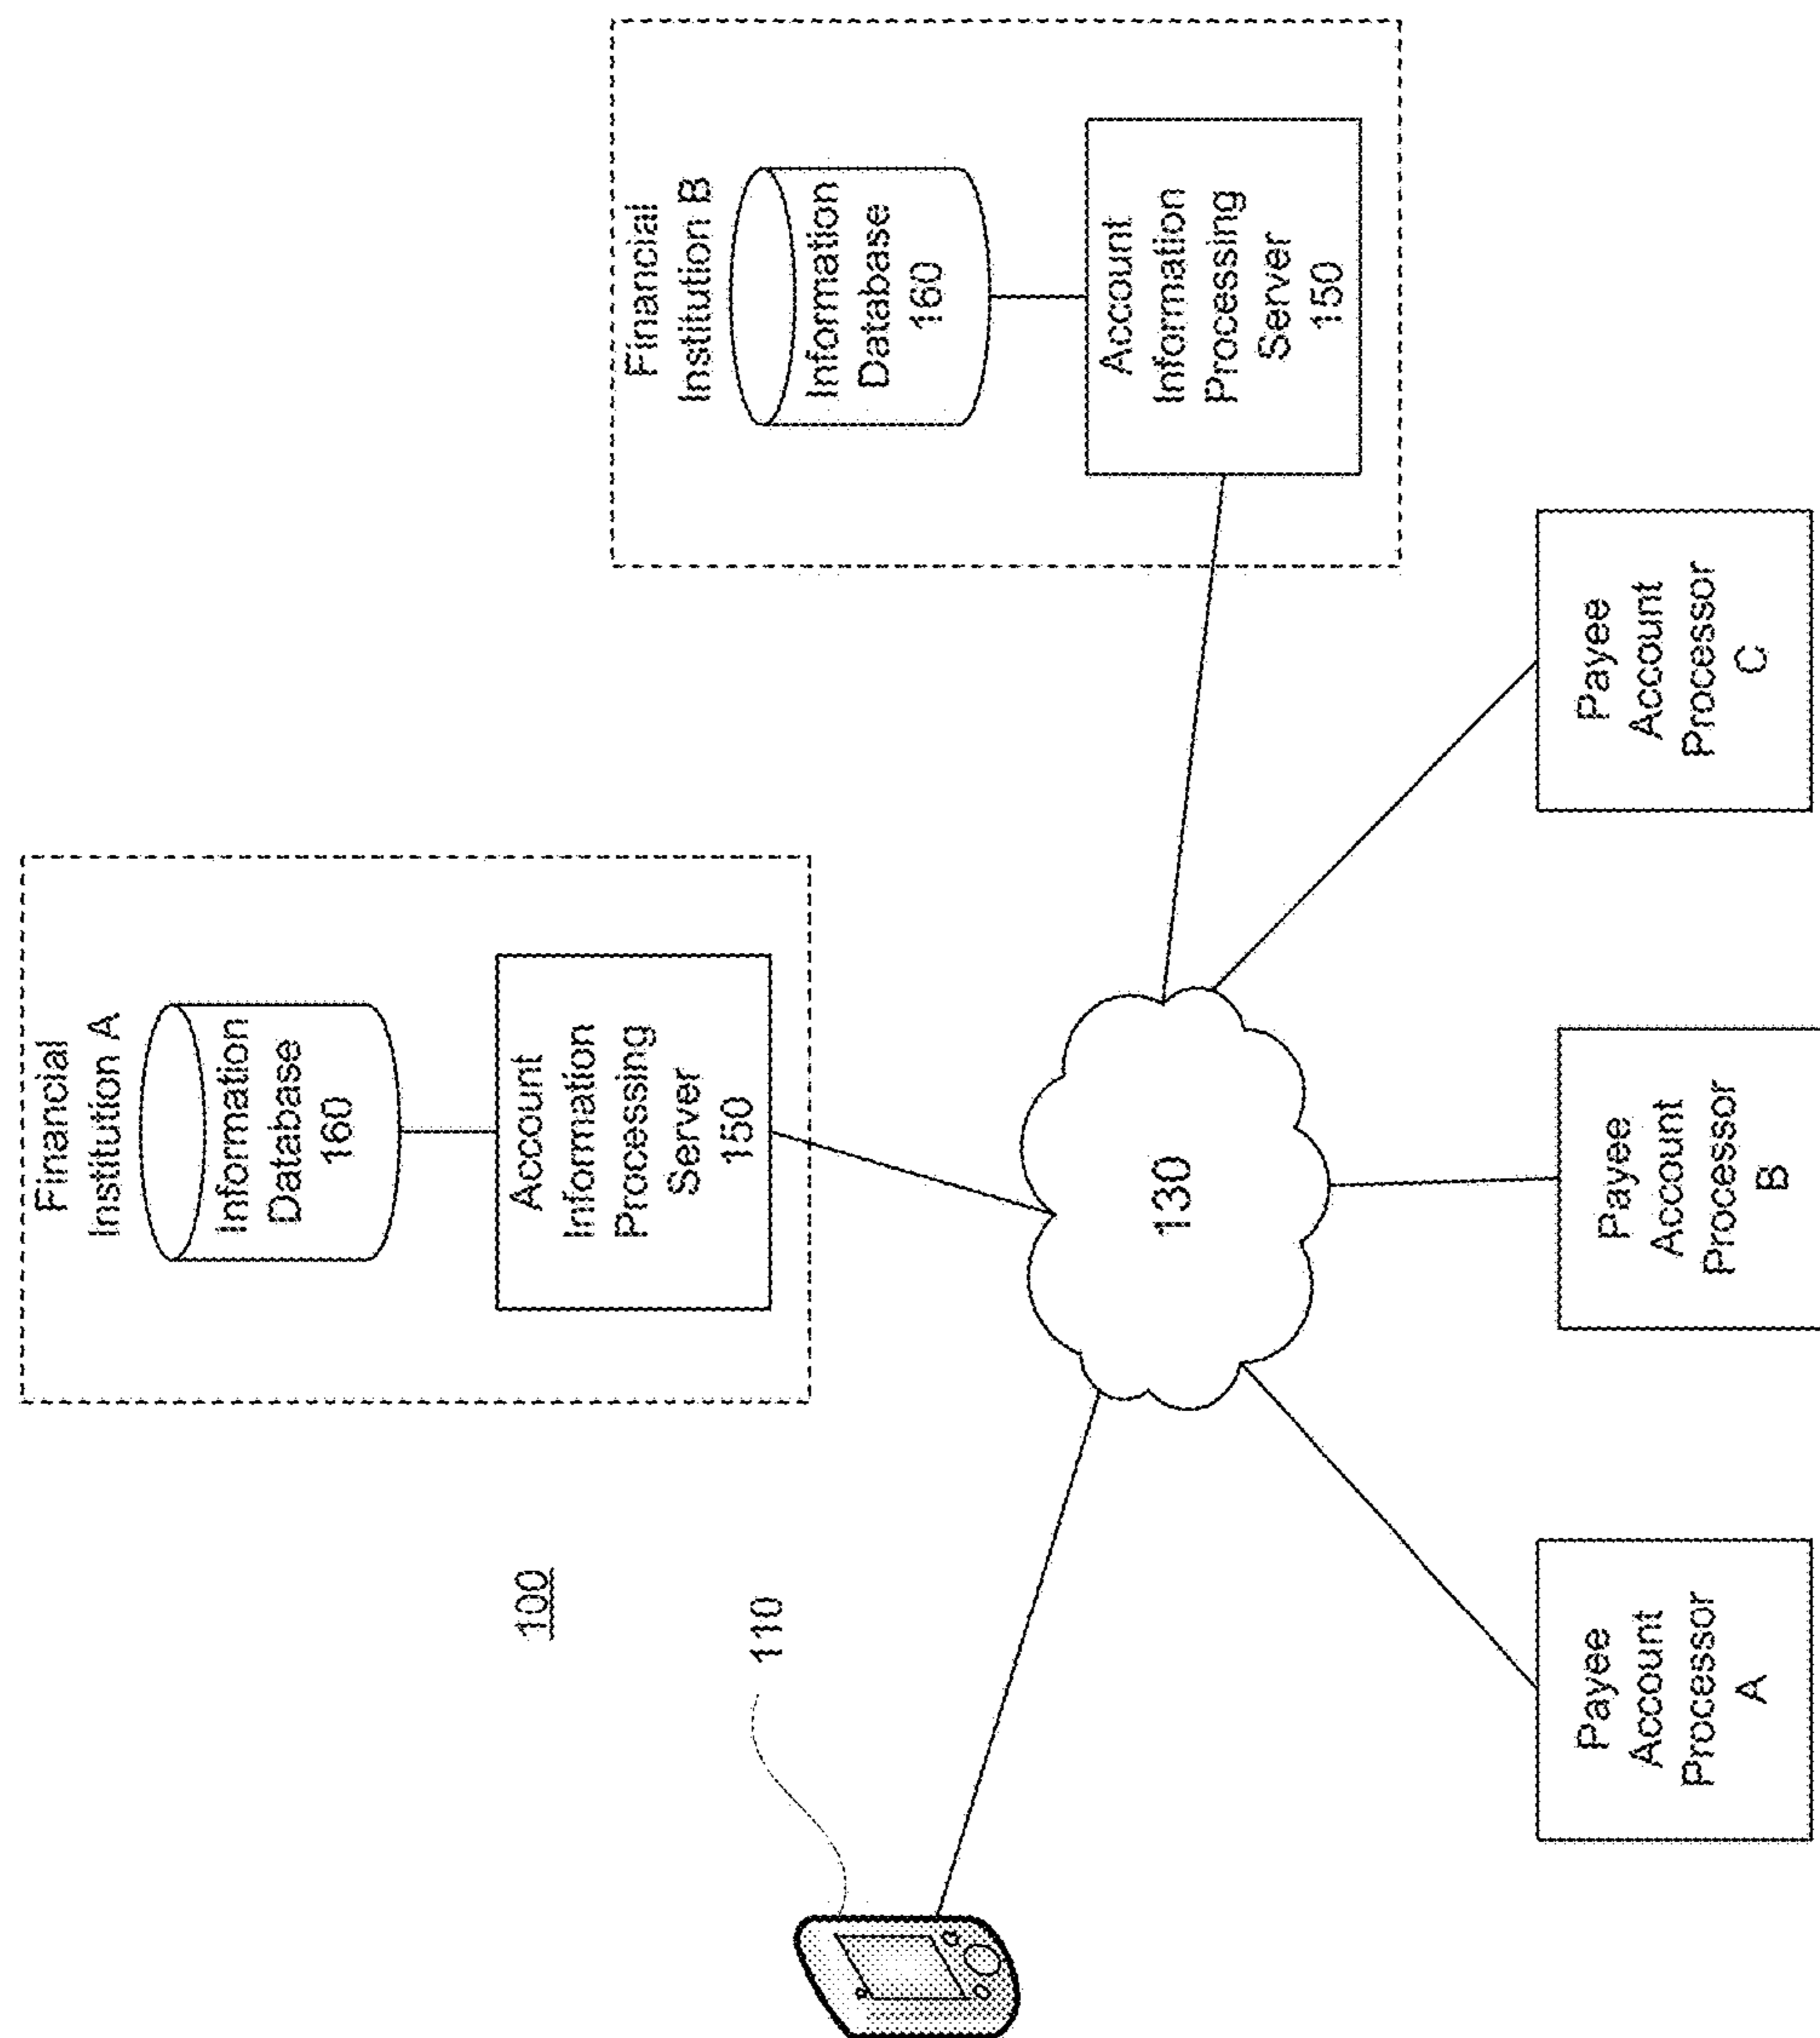 100
110
Financial
Institution A
Information
Database
160
Account
Information
Processing
Server
150
Financial
Institution B
Information
Database
160
Account
Information
Processing
Server
150
130
Payee
Account
Processor
A
Payee
Account
Processor
B
Payee
Account
Processor
C